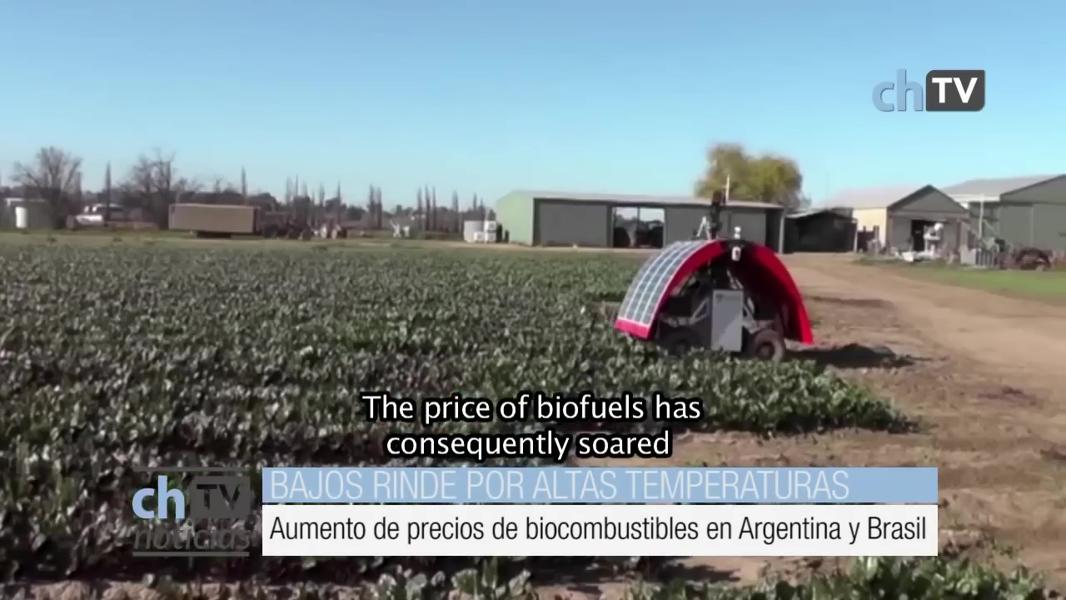 chTV
The price of biofuels has
consequently soared
BAJOS RINDE POR ALTAS TEMPERATURAS
chTV
noticias
Aumento de precios de biocombustibles en Argentina y Brasil